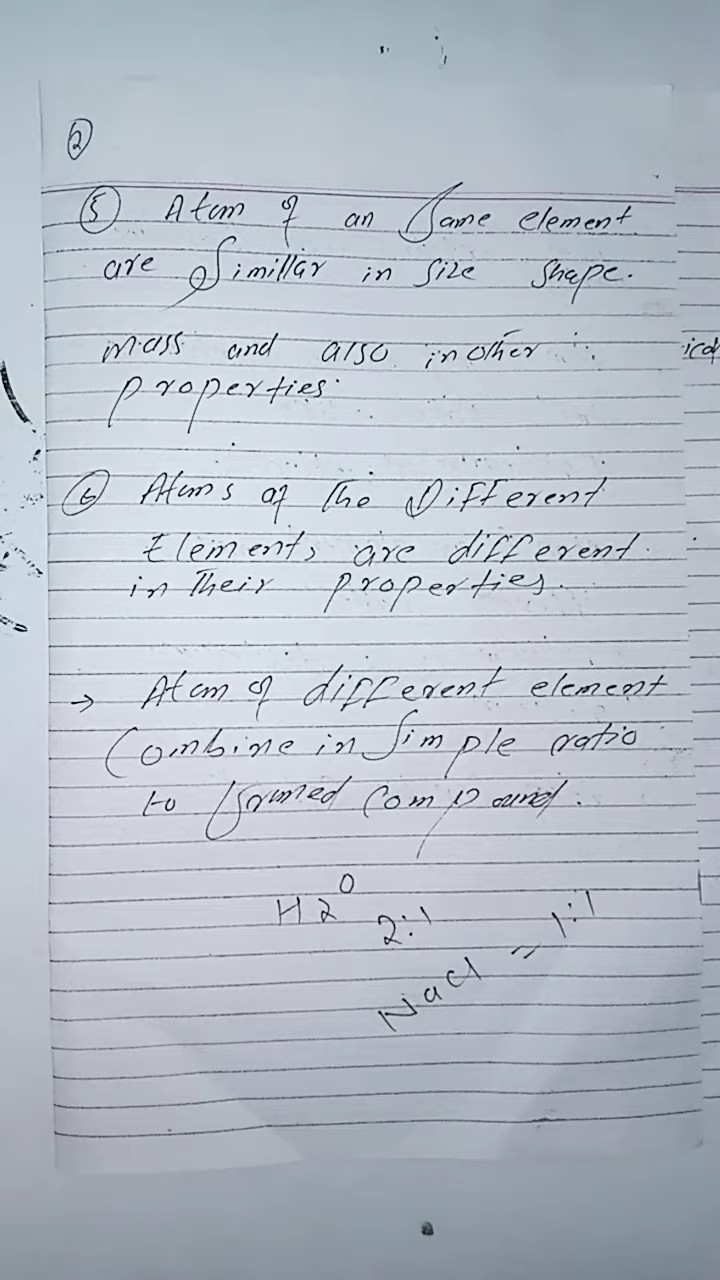 2
5 Atom of an Same element
are Simillar in Size Shape.
mass and also in other
properties
6 Atoms of The Different
Elements are different.
in Their properties.
→ Atom of different element
Combine in Simple ratio
to formed Compound.
H2O 2:1
NaCl = 1:1
ical